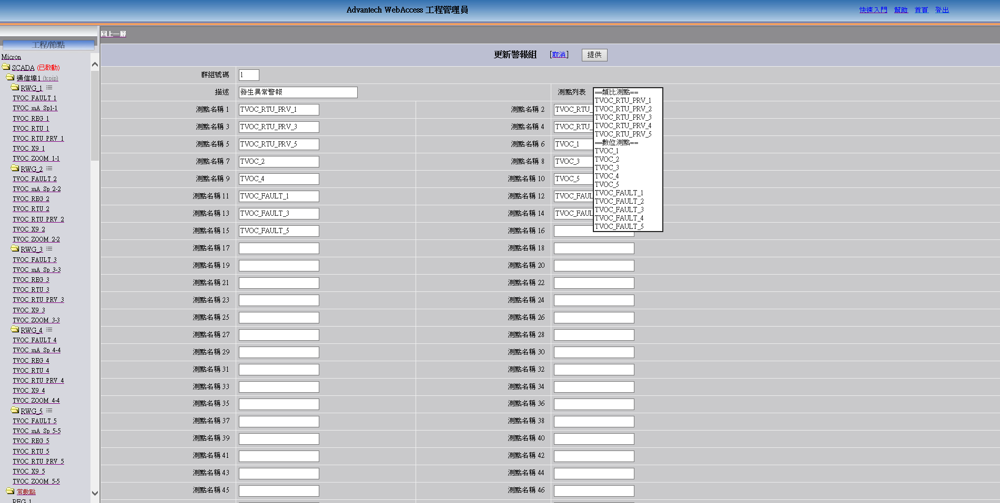 Advantech WebAccess 工程管理員
快速入門 幫助 首頁 登出
工程/節點
Micron
SCADA (已啟動)
通信埠1 (tcpip)
RWG_1
TVOC_FAULT_1
TVOC_mA_Sp1-1
TVOC_REG_1
TVOC_RTU_1
TVOC_RTU_PRV_1
TVOC_X9_1
TVOC_ZOOM_1-1
RWG_2
TVOC_FAULT_2
TVOC_mA_Sp_2-2
TVOC_REG_2
TVOC_RTU_2
TVOC_RTU_PRV_2
TVOC_X9_2
TVOC_ZOOM_2-2
RWG_3
TVOC_FAULT_3
TVOC_mA_Sp_3-3
TVOC_REG_3
TVOC_RTU_3
TVOC_RTU_PRV_3
TVOC_X9_3
TVOC_ZOOM_3-3
RWG_4
TVOC_FAULT_4
TVOC_mA_Sp_4-4
TVOC_REG_4
TVOC_RTU_4
TVOC_RTU_PRV_4
TVOC_X9_4
TVOC_ZOOM_4-4
RWG_5
TVOC_FAULT_5
TVOC_mA_Sp_5-5
TVOC_REG_5
TVOC_RTU_5
TVOC_RTU_PRV_5
TVOC_X9_5
TVOC_ZOOM_5-5
常數點
REG_1
回上一層
更新警報組 [取消] 提供
群組號碼 1
描述 發生異常警報 測點列表
測點名稱 1 TVOC_RTU_PRV_1 測點名稱 2 TVOC_RTU_
測點名稱 3 TVOC_RTU_PRV_3 測點名稱 4 TVOC_RTU_
測點名稱 5 TVOC_RTU_PRV_5 測點名稱 6 TVOC_1
測點名稱 7 TVOC_2 測點名稱 8 TVOC_3
測點名稱 9 TVOC_4 測點名稱 10 TVOC_5
測點名稱 11 TVOC_FAULT_1 測點名稱 12 TVOC_FAUL
測點名稱 13 TVOC_FAULT_3 測點名稱 14 TVOC_FAUL
測點名稱 15 TVOC_FAULT_5 測點名稱 16
測點名稱 17 測點名稱 18
測點名稱 19 測點名稱 20
測點名稱 21 測點名稱 22
測點名稱 23 測點名稱 24
測點名稱 25 測點名稱 26
測點名稱 27 測點名稱 28
測點名稱 29 測點名稱 30
測點名稱 31 測點名稱 32
測點名稱 33 測點名稱 34
測點名稱 35 測點名稱 36
測點名稱 37 測點名稱 38
測點名稱 39 測點名稱 40
測點名稱 41 測點名稱 42
測點名稱 43 測點名稱 44
測點名稱 45 測點名稱 46
==類比測點==
TVOC_RTU_PRV_1
TVOC_RTU_PRV_2
TVOC_RTU_PRV_3
TVOC_RTU_PRV_4
TVOC_RTU_PRV_5
==數位測點==
TVOC_1
TVOC_2
TVOC_3
TVOC_4
TVOC_5
TVOC_FAULT_1
TVOC_FAULT_2
TVOC_FAULT_3
TVOC_FAULT_4
TVOC_FAULT_5